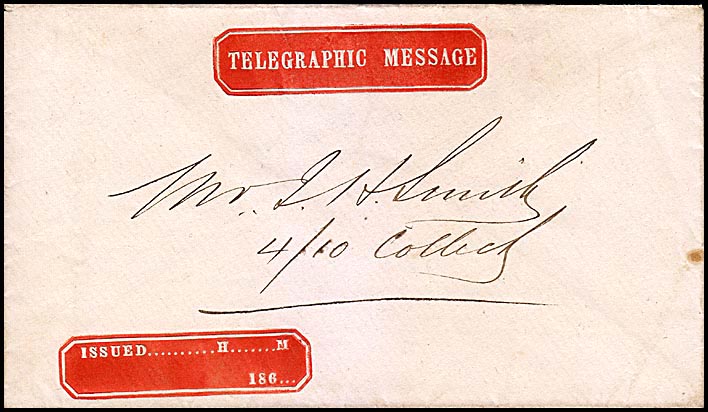 TELEGRAPHIC MESSAGE
Mr. J. H. Smith
4/10 Collect
ISSUED..........H.......M
186...